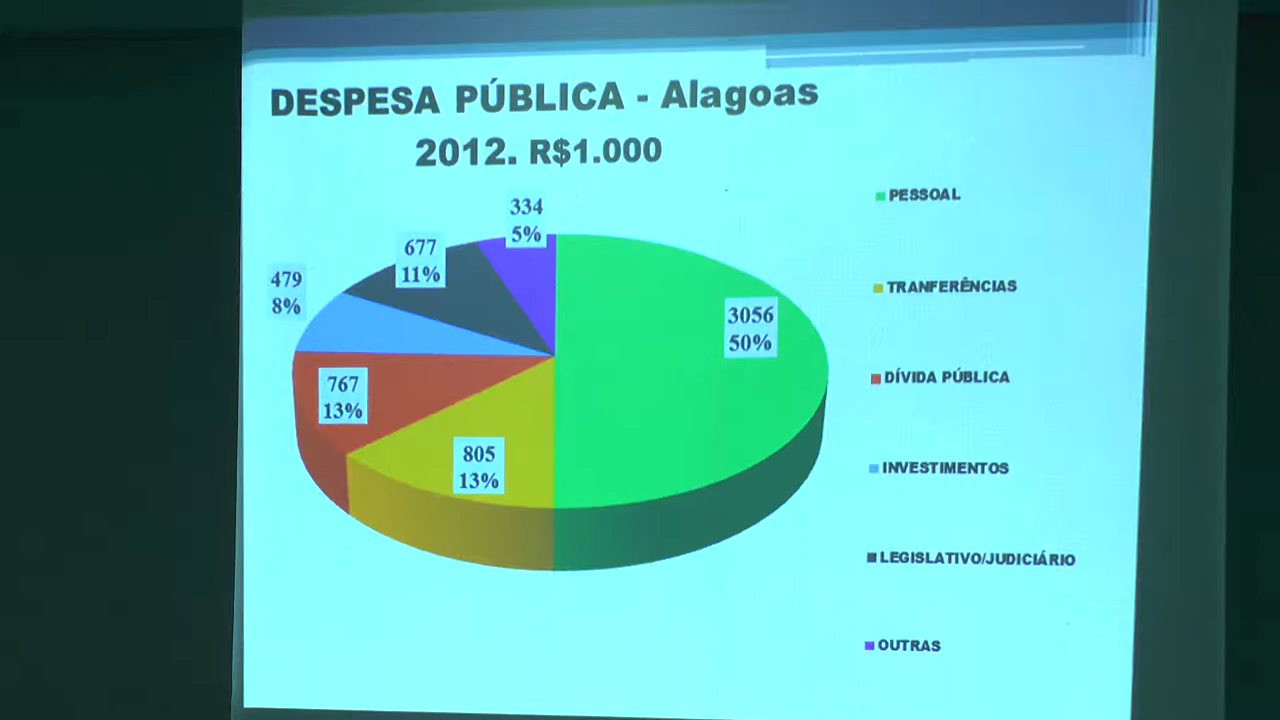 DESPESA PÚBLICA - Alagoas
2012. R$1.000
334
5%
677
11%
479
8%
3056
50%
767
13%
805
13%
PESSOAL
TRANFERÊNCIAS
DÍVIDA PÚBLICA
INVESTIMENTOS
LEGISLATIVO/JUDICIÁRIO
OUTRAS